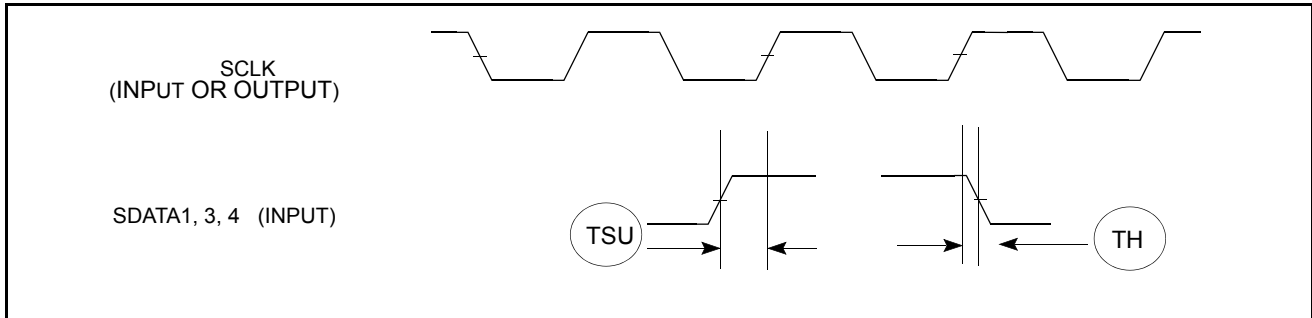 SCLK
(INPUT OR OUTPUT)
SDATA1, 3, 4 (INPUT)
TSU
TH